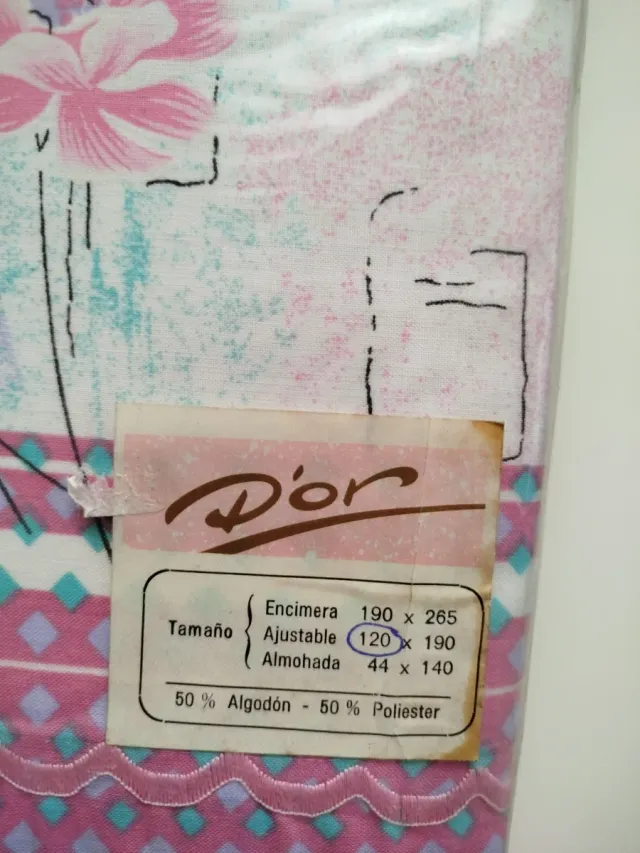 D'or
Tamaño
Encimera 190 x 265
Ajustable 120 x 190
Almohada 44 x 140
50 % Algodón - 50 % Poliester